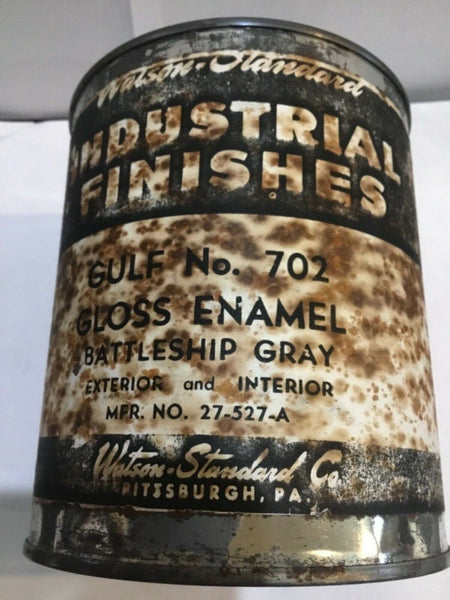 Watson-Standard
INDUSTRIAL
FINISHES
GULF No. 702
GLOSS ENAMEL
BATTLESHIP GRAY
EXTERIOR and INTERIOR
MFR. NO. 27-527-A
Watson-Standard Co.
PITTSBURGH, PA.